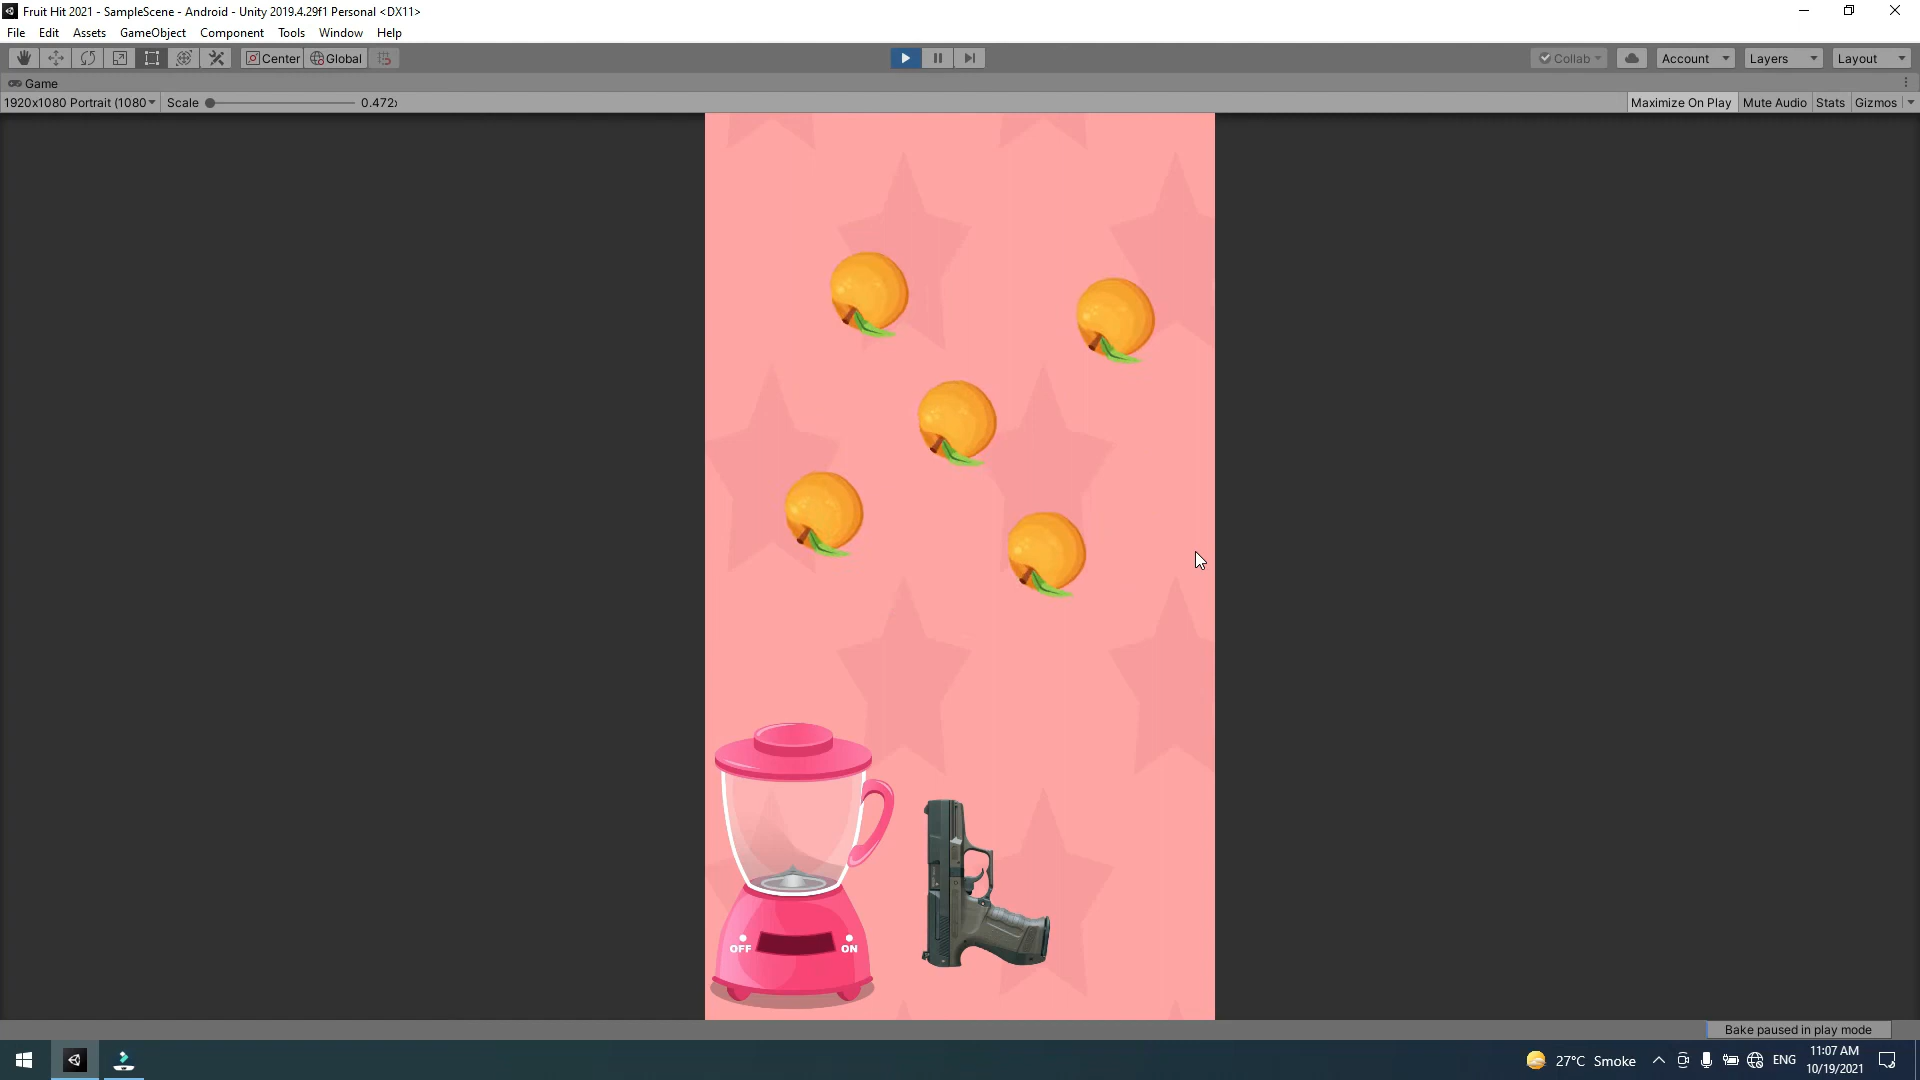 Fruit Hit 2021 - SampleScene - Android - Unity 2019.4.29f1 Personal <DX11>
File Edit Assets GameObject Component Tools Window Help
Center Global Collab Account Layers Layout
Game
1920x1080 Portrait (1080 Scale 0.472x Maximize On Play Mute Audio Stats Gizmos
OFF ON
Bake paused in play mode
27°C Smoke ENG 11:07 AM
10/19/2021